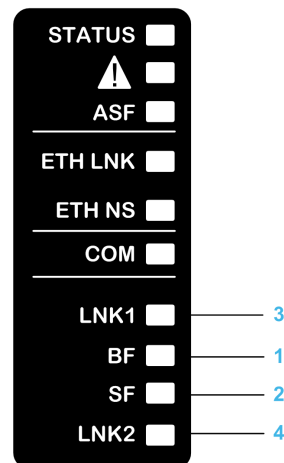 STATUS
ASF
ETH LNK
ETH NS
COM
LNK1 3
BF 1
SF 2
LNK2 4